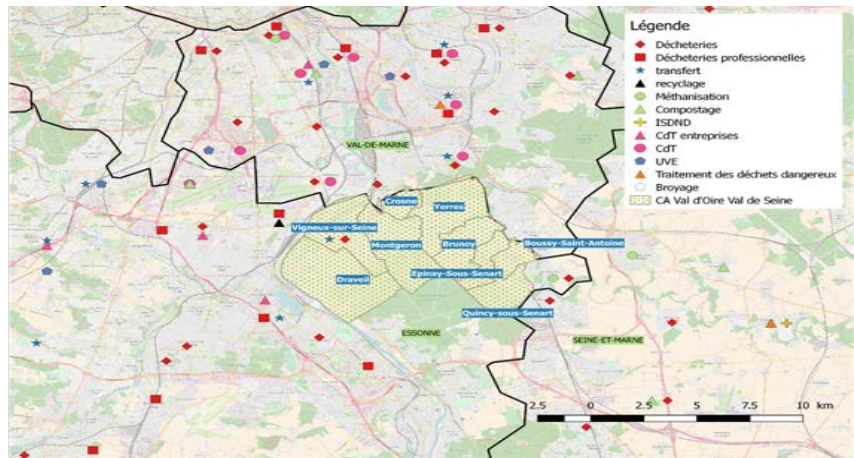 Légende
Décheteries
Décheteries professionnelles
transfert
recyclage
Méthanisation
Compostage
ISDND
CdT entreprises
CdT
UVE
Traitement des déchets dangereux
Broyage
CA Val d'Oire Val de Seine
VAL-DE-MARNE
Crosne
Yerres
Vigneux-sur-Seine
Montgeron
Brunoy
Boussy-Saint-Antoine
Draveil
Epinay-Sous-Senart
Quincy-sous-Senart
ESSONNE
SEINE-ET-MARNE
2.5 0 2.5 5 7.5 10 km